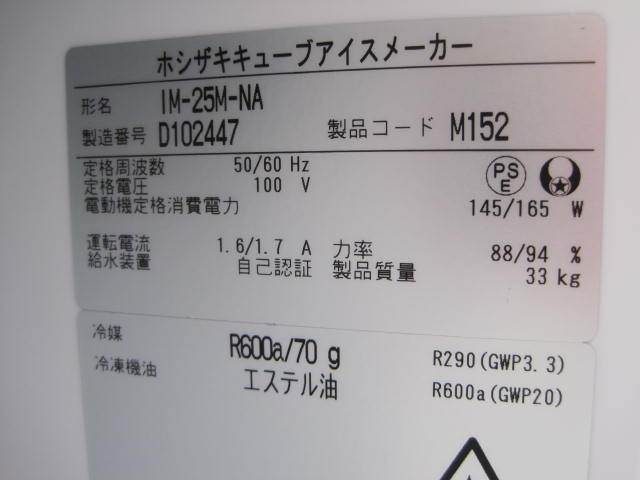 ホシザキキューブアイスメーカー
形名 IM-25M-NA
製造番号 D102447 製品コード M152
定格周波数 50/60 Hz PS E
定格電圧 100 V
電動機定格消費電力 145/165 W
運転電流 1.6/1.7 A 力率 88/94 %
給水装置 自己認証 製品質量 33 kg
冷媒 R600a/70 g R290(GWP3.3)
冷凍機油 エステル油 R600a(GWP20)